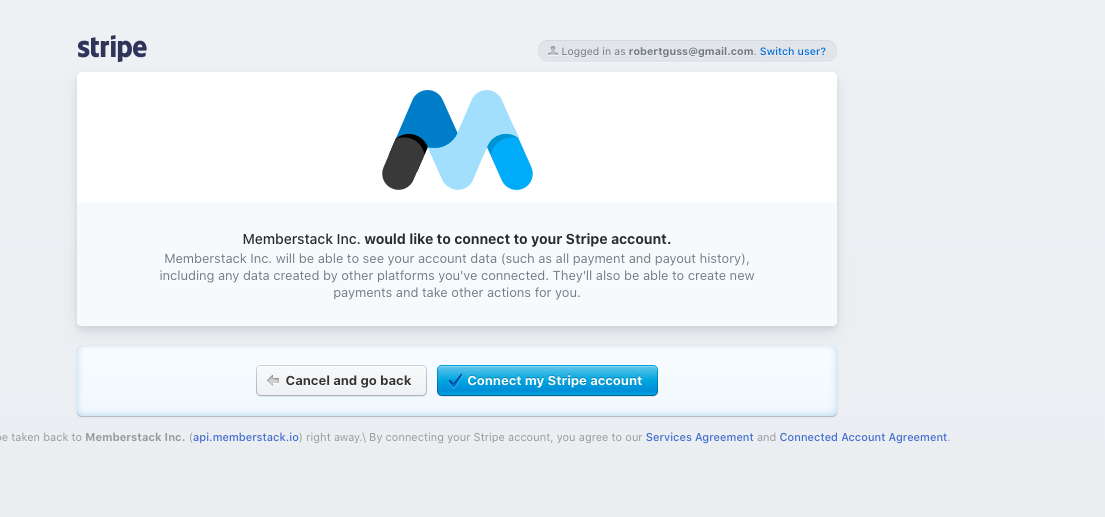 stripe
Logged in as robertguss@gmail.com. Switch user?
Memberstack Inc. would like to connect to your Stripe account.
Memberstack Inc. will be able to see your account data (such as all payment and payout history),
including any data created by other platforms you've connected. They'll also be able to create new
payments and take other actions for you.
Cancel and go back
Connect my Stripe account
taken back to Memberstack Inc. (api.memberstack.io) right away.\ By connecting your Stripe account, you agree to our Services Agreement and Connected Account Agreement.